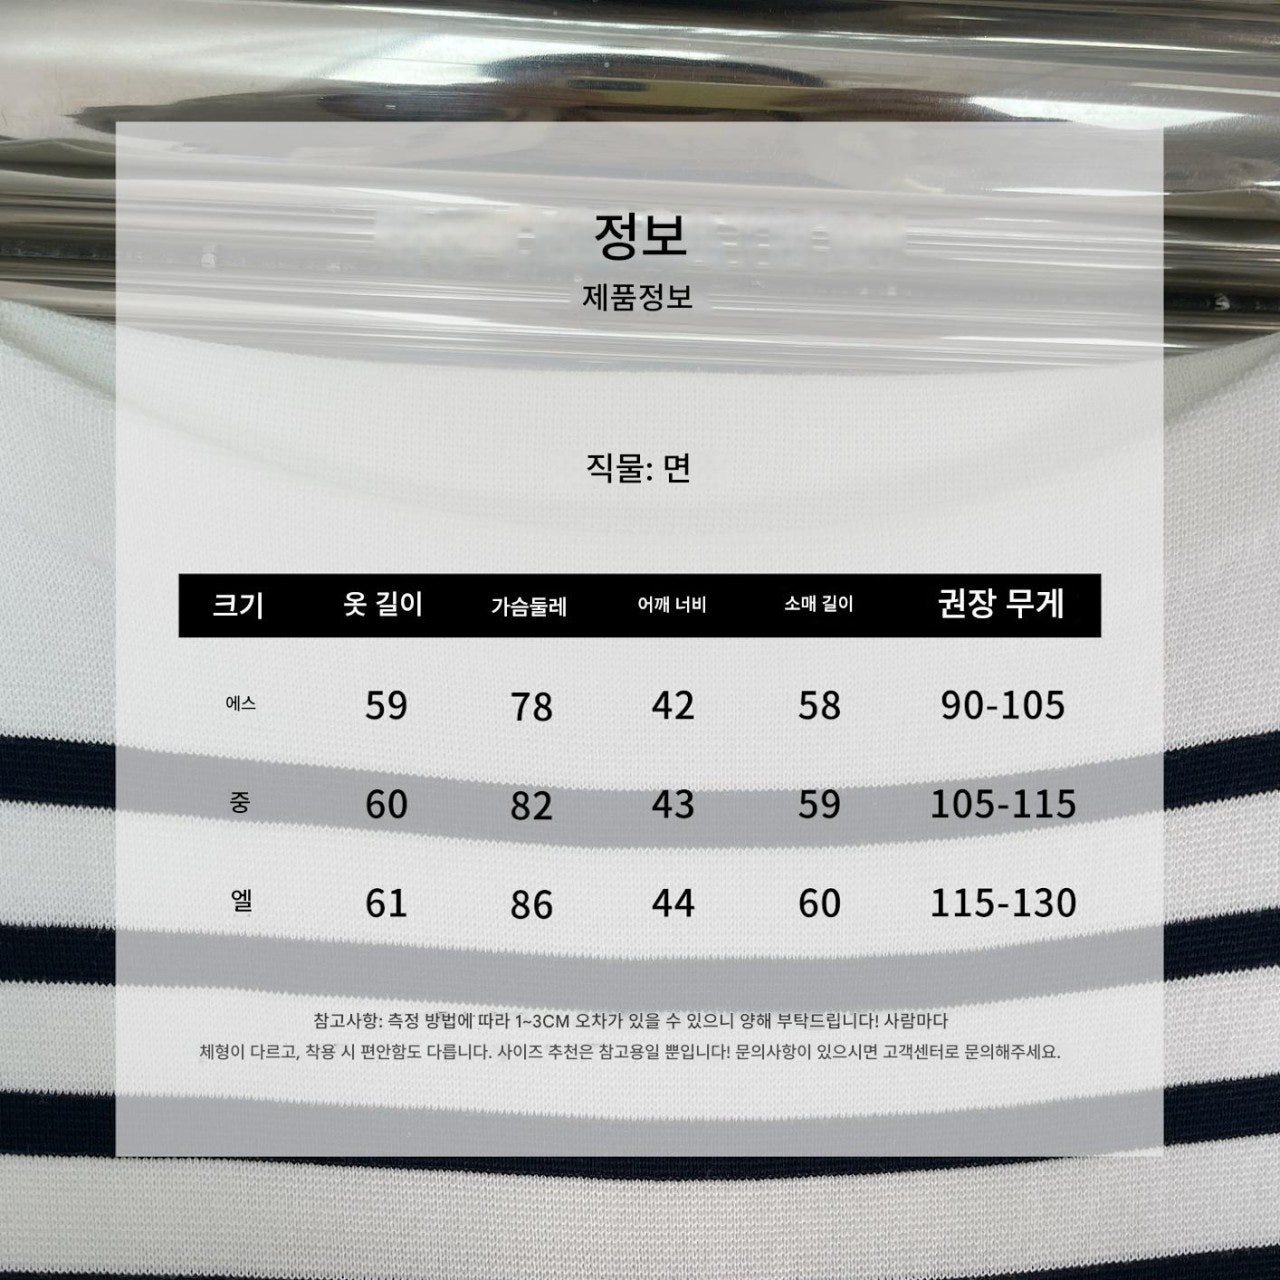 정보
제품정보
직물: 면
크기 옷 길이 가슴둘레 어깨 너비 소매 길이 권장 무게
에스 59 78 42 58 90-105
중 60 82 43 59 105-115
엘 61 86 44 60 115-130
참고사항: 측정 방법에 따라 1~3CM 오차가 있을 수 있으니 양해 부탁드립니다! 사람마다
체형이 다르고, 착용 시 편안함도 다릅니다. 사이즈 추천은 참고용일 뿐입니다! 문의사항이 있으시면 고객센터로 문의해주세요.